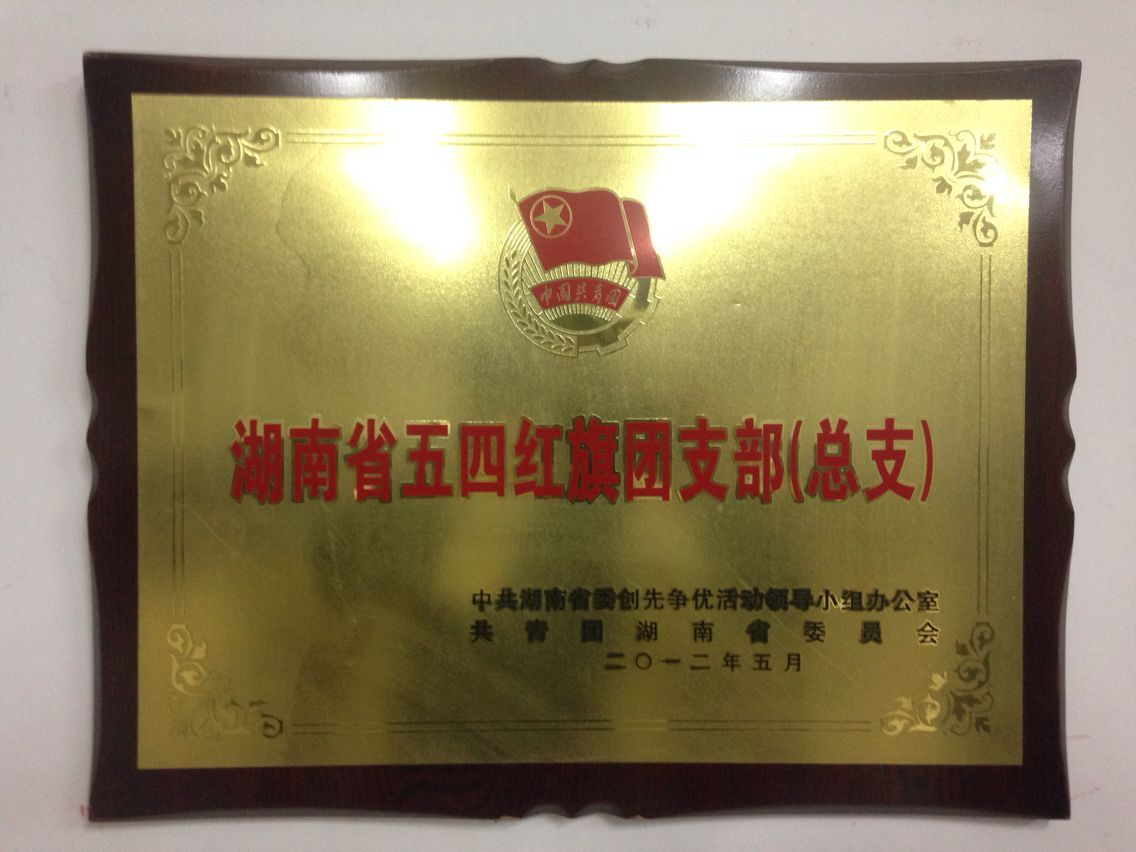 中国共青团
湖南省五四红旗团支部(总支)
中共湖南省委创先争优活动领导小组办公室
共青团湖南省委员会
二〇一二年五月